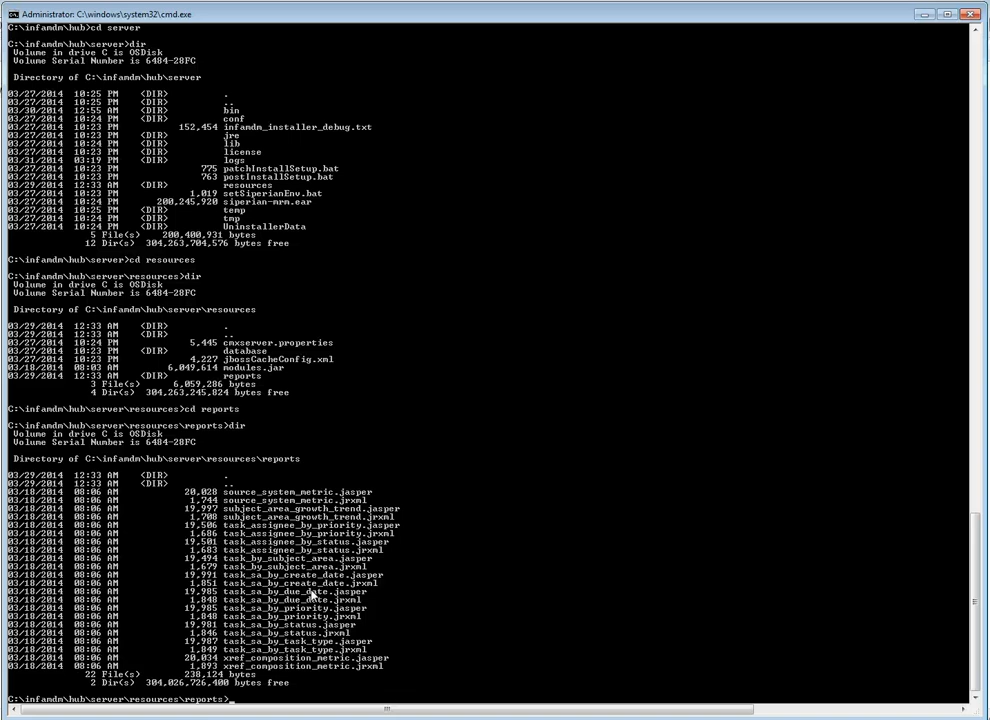 Administrator: C:\windows\system32\cmd.exe
C:\infamdm\hub>cd server
C:\infamdm\hub\server>dir
Volume in drive C is OSDisk
Volume Serial Number is 6484-28FC
Directory of C:\infamdm\hub\server
03/27/2014 10:25 PM <DIR> .
03/27/2014 10:25 PM <DIR> ..
03/30/2014 12:55 AM <DIR> bin
03/27/2014 10:24 PM <DIR> conf
03/27/2014 10:23 PM 152,454 infamdm_installer_debug.txt
03/27/2014 10:23 PM <DIR> jre
03/27/2014 10:24 PM <DIR> lib
03/27/2014 10:23 PM <DIR> license
03/31/2014 03:19 PM <DIR> logs
03/27/2014 10:23 PM 775 patchInstallSetup.bat
03/27/2014 10:23 PM 763 postInstallSetup.bat
03/29/2014 12:33 AM <DIR> resources
03/27/2014 10:23 PM 1,019 setSiperianEnv.bat
03/27/2014 10:24 PM 200,245,920 siperian-mrm.ear
03/27/2014 10:25 PM <DIR> temp
03/27/2014 10:24 PM <DIR> tmp
03/27/2014 10:24 PM <DIR> UninstallerData
5 File(s) 200,400,931 bytes
12 Dir(s) 304,263,704,576 bytes free
C:\infamdm\hub\server>cd resources
C:\infamdm\hub\server\resources>dir
Volume in drive C is OSDisk
Volume Serial Number is 6484-28FC
Directory of C:\infamdm\hub\server\resources
03/29/2014 12:33 AM <DIR> .
03/29/2014 12:33 AM <DIR> ..
03/27/2014 10:24 PM 5,445 cmxserver.properties
03/27/2014 10:23 PM <DIR> database
03/27/2014 10:23 PM 4,227 jbossCacheConfig.xml
03/18/2014 08:03 AM 6,049,614 modules.jar
03/29/2014 12:33 AM <DIR> reports
3 File(s) 6,059,286 bytes
4 Dir(s) 304,263,245,824 bytes free
C:\infamdm\hub\server\resources>cd reports
C:\infamdm\hub\server\resources\reports>dir
Volume in drive C is OSDisk
Volume Serial Number is 6484-28FC
Directory of C:\infamdm\hub\server\resources\reports
03/29/2014 12:33 AM <DIR> .
03/29/2014 12:33 AM <DIR> ..
03/18/2014 08:06 AM 20,028 source_system_metric.jasper
03/18/2014 08:06 AM 1,744 source_system_metric.jrxml
03/18/2014 08:06 AM 19,997 subject_area_growth_trend.jasper
03/18/2014 08:06 AM 1,708 subject_area_growth_trend.jrxml
03/18/2014 08:06 AM 19,506 task_assignee_by_priority.jasper
03/18/2014 08:06 AM 1,686 task_assignee_by_priority.jrxml
03/18/2014 08:06 AM 19,501 task_assignee_by_status.jasper
03/18/2014 08:06 AM 1,683 task_assignee_by_status.jrxml
03/18/2014 08:06 AM 19,494 task_by_subject_area.jasper
03/18/2014 08:06 AM 1,679 task_by_subject_area.jrxml
03/18/2014 08:06 AM 19,991 task_sa_by_create_date.jasper
03/18/2014 08:06 AM 1,851 task_sa_by_create_date.jrxml
03/18/2014 08:06 AM 19,985 task_sa_by_due_date.jasper
03/18/2014 08:06 AM 1,848 task_sa_by_due_date.jrxml
03/18/2014 08:06 AM 19,985 task_sa_by_priority.jasper
03/18/2014 08:06 AM 1,848 task_sa_by_priority.jrxml
03/18/2014 08:06 AM 19,981 task_sa_by_status.jasper
03/18/2014 08:06 AM 1,846 task_sa_by_status.jrxml
03/18/2014 08:06 AM 19,987 task_sa_by_task_type.jasper
03/18/2014 08:06 AM 1,849 task_sa_by_task_type.jrxml
03/18/2014 08:06 AM 20,034 xref_composition_metric.jasper
03/18/2014 08:06 AM 1,893 xref_composition_metric.jrxml
22 File(s) 238,124 bytes
2 Dir(s) 304,026,726,400 bytes free
C:\infamdm\hub\server\resources\reports>_